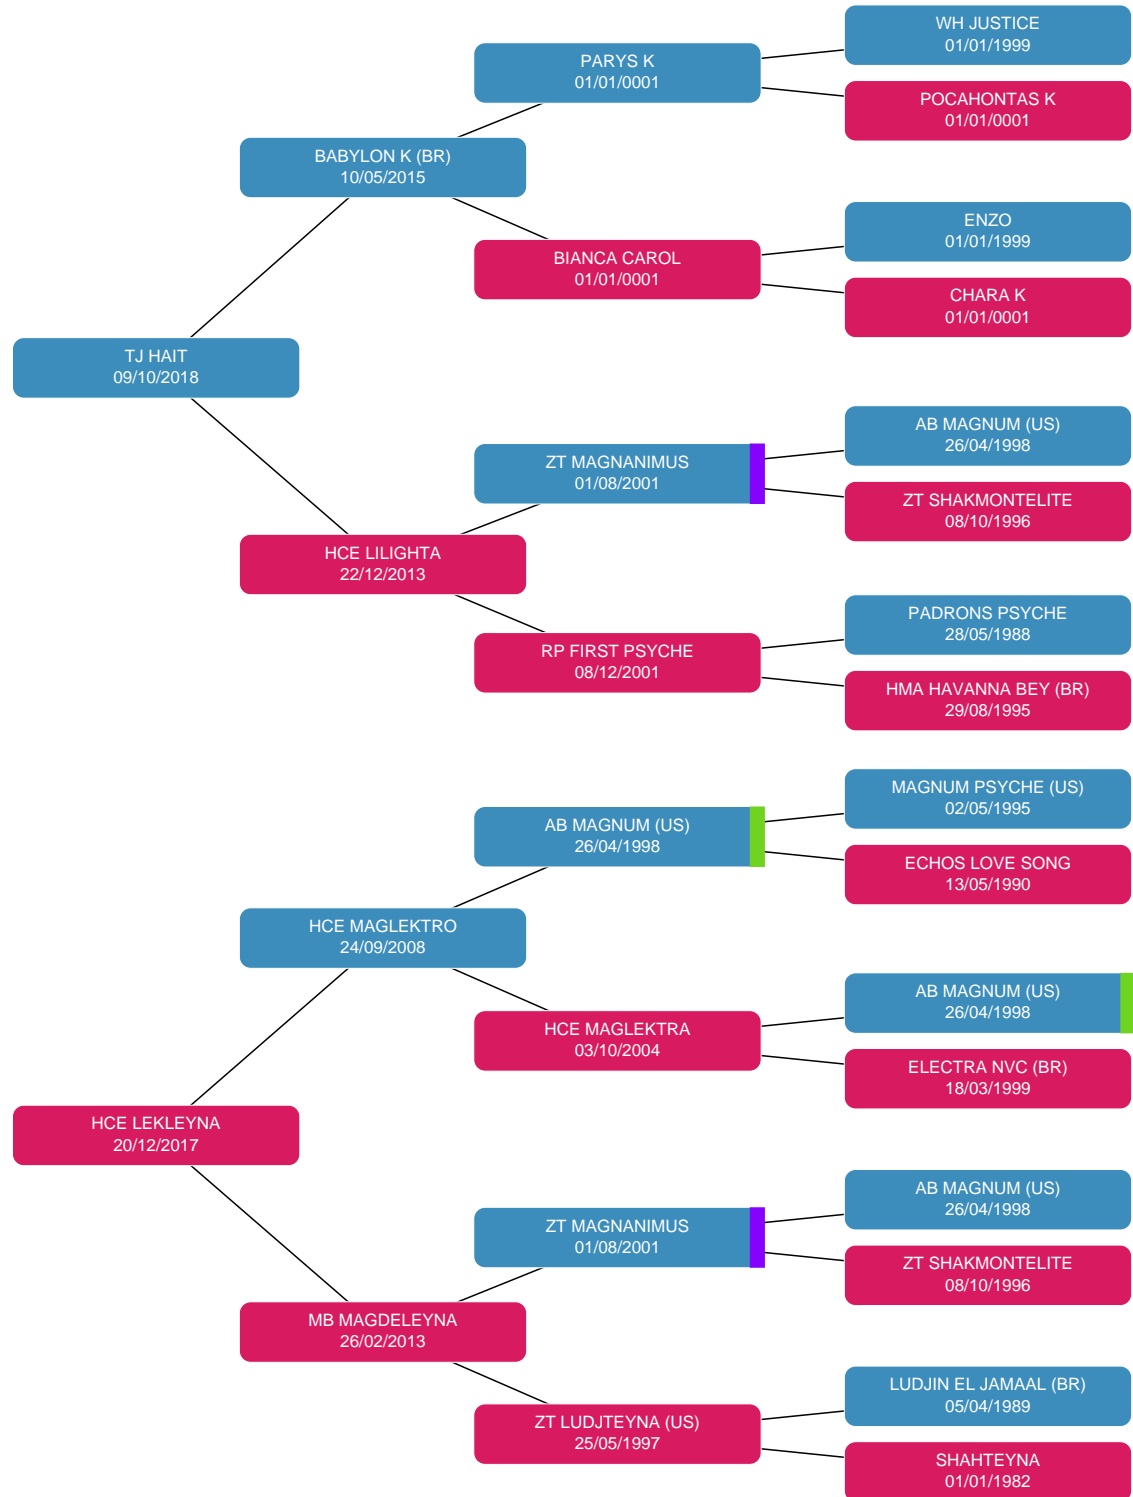 WH JUSTICE
01/01/1999
PARYS K
01/01/0001
POCAHONTAS K
01/01/0001
BABYLON K (BR)
10/05/2015
ENZO
01/01/1999
BIANCA CAROL
01/01/0001
CHARA K
01/01/0001
TJ HAIT
09/10/2018
AB MAGNUM (US)
26/04/1998
ZT MAGNANIMUS
01/08/2001
ZT SHAKMONTELITE
08/10/1996
HCE LILIGHTA
22/12/2013
PADRONS PSYCHE
28/05/1988
RP FIRST PSYCHE
08/12/2001
HMA HAVANNA BEY (BR)
29/08/1995
MAGNUM PSYCHE (US)
02/05/1995
AB MAGNUM (US)
26/04/1998
ECHOS LOVE SONG
13/05/1990
HCE MAGLEKTRO
24/09/2008
AB MAGNUM (US)
26/04/1998
HCE MAGLEKTRA
03/10/2004
ELECTRA NVC (BR)
18/03/1999
HCE LEKLEYNA
20/12/2017
AB MAGNUM (US)
26/04/1998
ZT MAGNANIMUS
01/08/2001
ZT SHAKMONTELITE
08/10/1996
MB MAGDELEYNA
26/02/2013
LUDJIN EL JAMAAL (BR)
05/04/1989
ZT LUDJTEYNA (US)
25/05/1997
SHAHTEYNA
01/01/1982